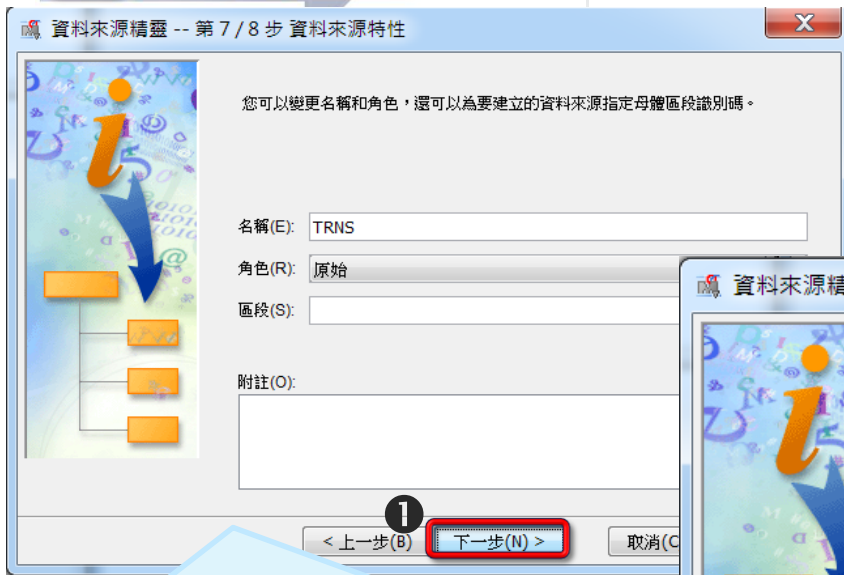 資料來源精靈 -- 第 7 / 8 步 資料來源特性
您可以變更名稱和角色，還可以為要建立的資料來源指定母體區段識別碼。
名稱(E): TRNS
角色(R): 原始
區段(S):
附註(O):
1
< 上一步(B)
下一步(N) >
取消(C
資料來源精